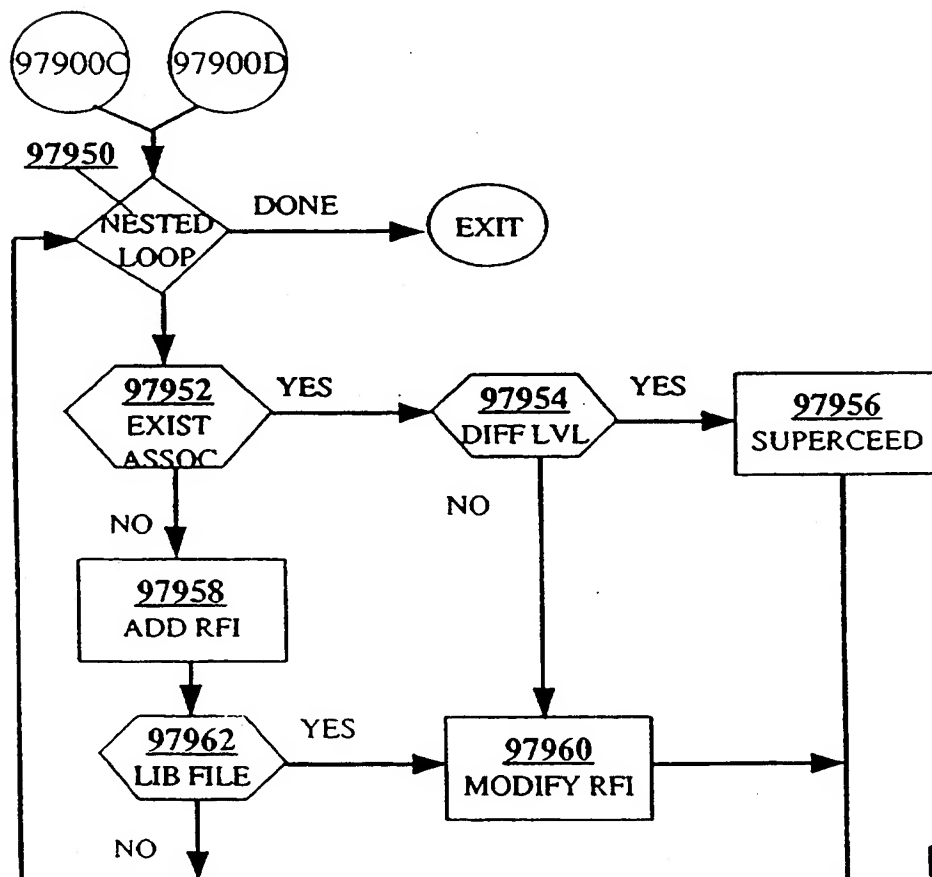 97900C
97900D
97950
NESTED
LOOP
DONE
EXIT
97952
EXIST
ASSOC
YES
97954
DIFF LVL
YES
97956
SUPERCEED
NO
NO
97958
ADD RFI
97962
LIB FILE
YES
97960
MODIFY RFI
NO